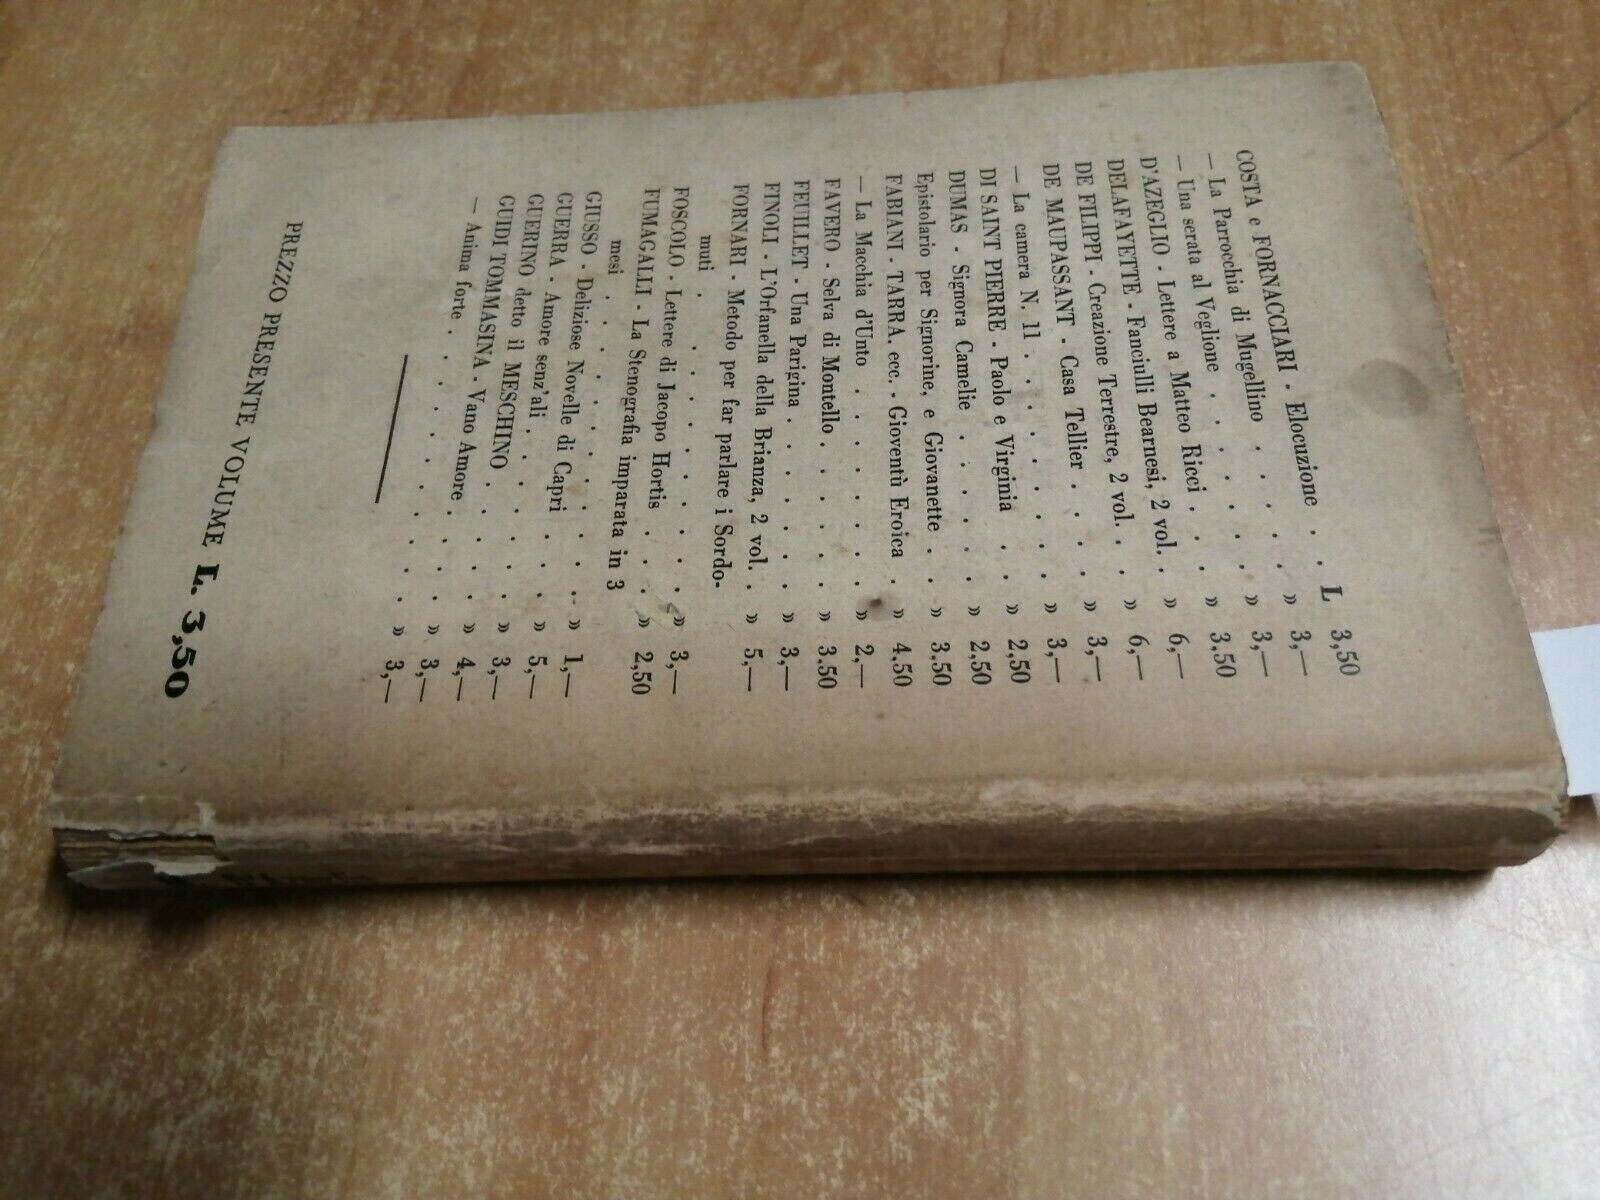 COSTA e FORNACCIARI - Elocuzione . . L 3,50
— La Parrocchia di Mugellino . . . . » 3,—
— Una serata al Veglione . . . . . » 3,—
D'AZEGLIO - Lettere a Matteo Ricci . . . » 3.50
DELAFAYETTE - Fanciulli Bearnesi, 2 vol. . » 6,—
DE FILIPPI - Creazione Terrestre, 2 vol. . » 6,—
DE MAUPASSANT - Casa Tellier . . . . » 3,—
— La camera N. 11 . . . . . . . » 3,—
DI SAINT PIERRE - Paolo e Virginia . . » 2,50
DUMAS - Signora Camelie . . . . . » 2,50
Epistolario per Signorine, e Giovanette . . » 3.50
FABIANI - TARRA. ecc. - Gioventù Eroica . » 4.50
— La Macchia d'Unto . . . . . . » 2,—
FAVERO - Selva di Montello . . . . . » 3.50
FEUILLET - Una Parigina . . . . . . » 3,—
FINOLI - L'Orfanella della Brianza, 2 vol. . » 5,—
FORNARI - Metodo per far parlare i Sordo-
muti . . . . . . . . » 3,—
FOSCOLO - Lettere di Jacopo Hortis . . . » 2,50
FUMAGALLI - La Stenografia imparata in 3
mesi . . . . . . . . » 1,—
GIUSSO - Deliziose Novelle di Capri . . . » 5,—
GUERRA - Amore senz'ali . . . . . . » 3,—
GUERINO detto il MESCHINO . . . . . » 4,—
GUIDI TOMMASINA - Vano Amore . . . . » 3,—
— Anima forte . . . . . . . . » 3,—
PREZZO PRESENTE VOLUME L. 3,50